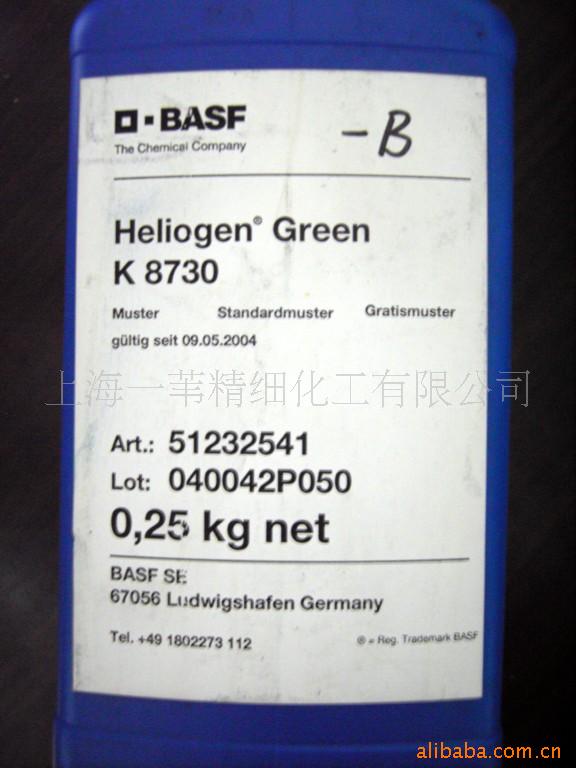 BASF
The Chemical Company
-B
Heliogen® Green
K 8730
Muster Standardmuster Gratismuster
gültig seit 09.05.2004
上海一苇精细化工有限公司
Art.: 51232541
Lot: 040042P050
0,25 kg net
BASF SE
67056 Ludwigshafen Germany
Tel. +49 1802273 112
® = Reg. Trademark BASF
alibaba.com.cn